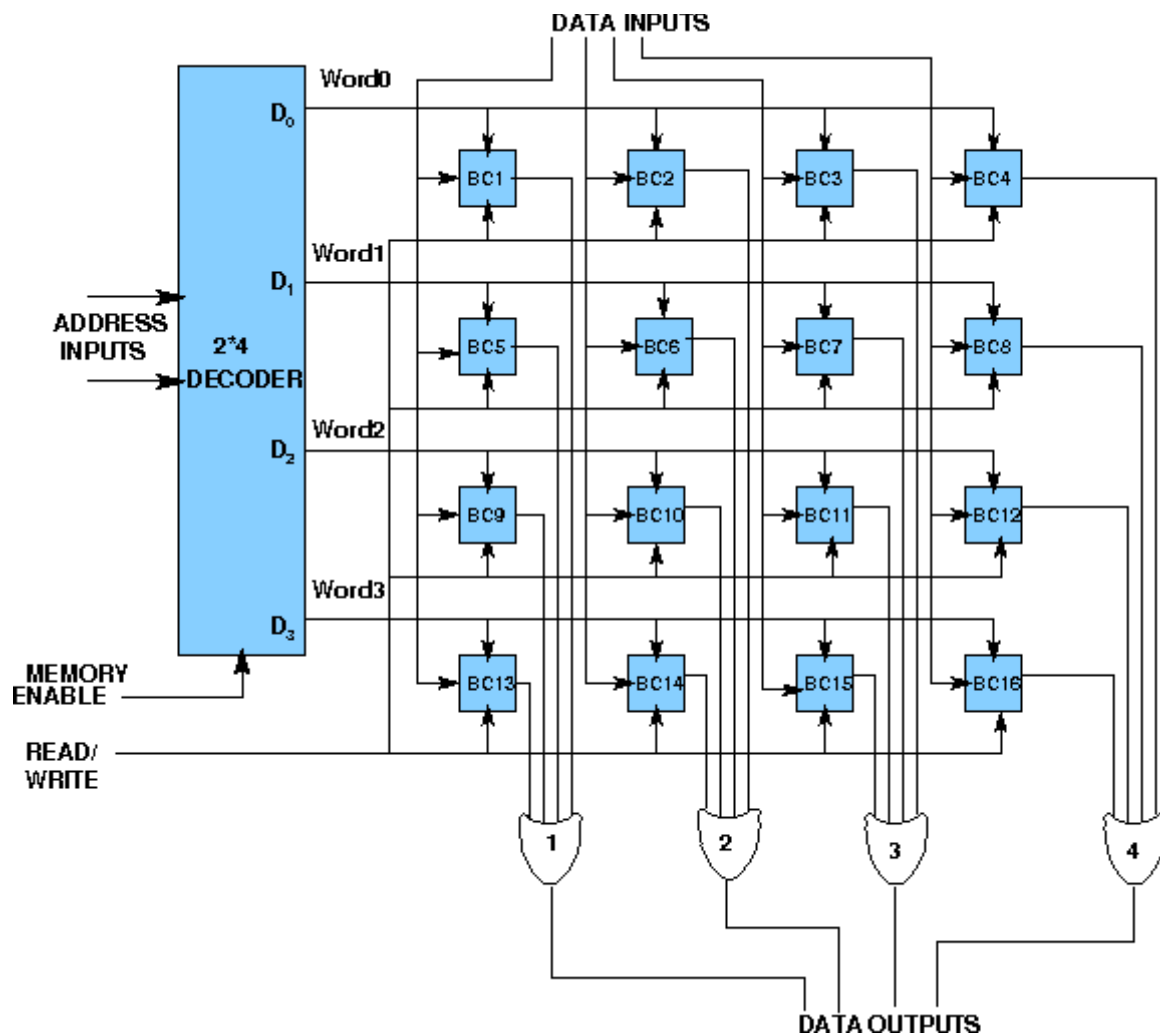 DATA INPUTS
Word0
D0
BC1 BC2 BC3 BC4
Word1
D1
ADDRESS
INPUTS
2*4
DECODER
BC5 BC6 BC7 BC8
Word2
D2
BC9 BC10 BC11 BC12
Word3
D3
MEMORY
ENABLE
BC13 BC14 BC15 BC16
READ/
WRITE
1 2 3 4
DATA OUTPUTS